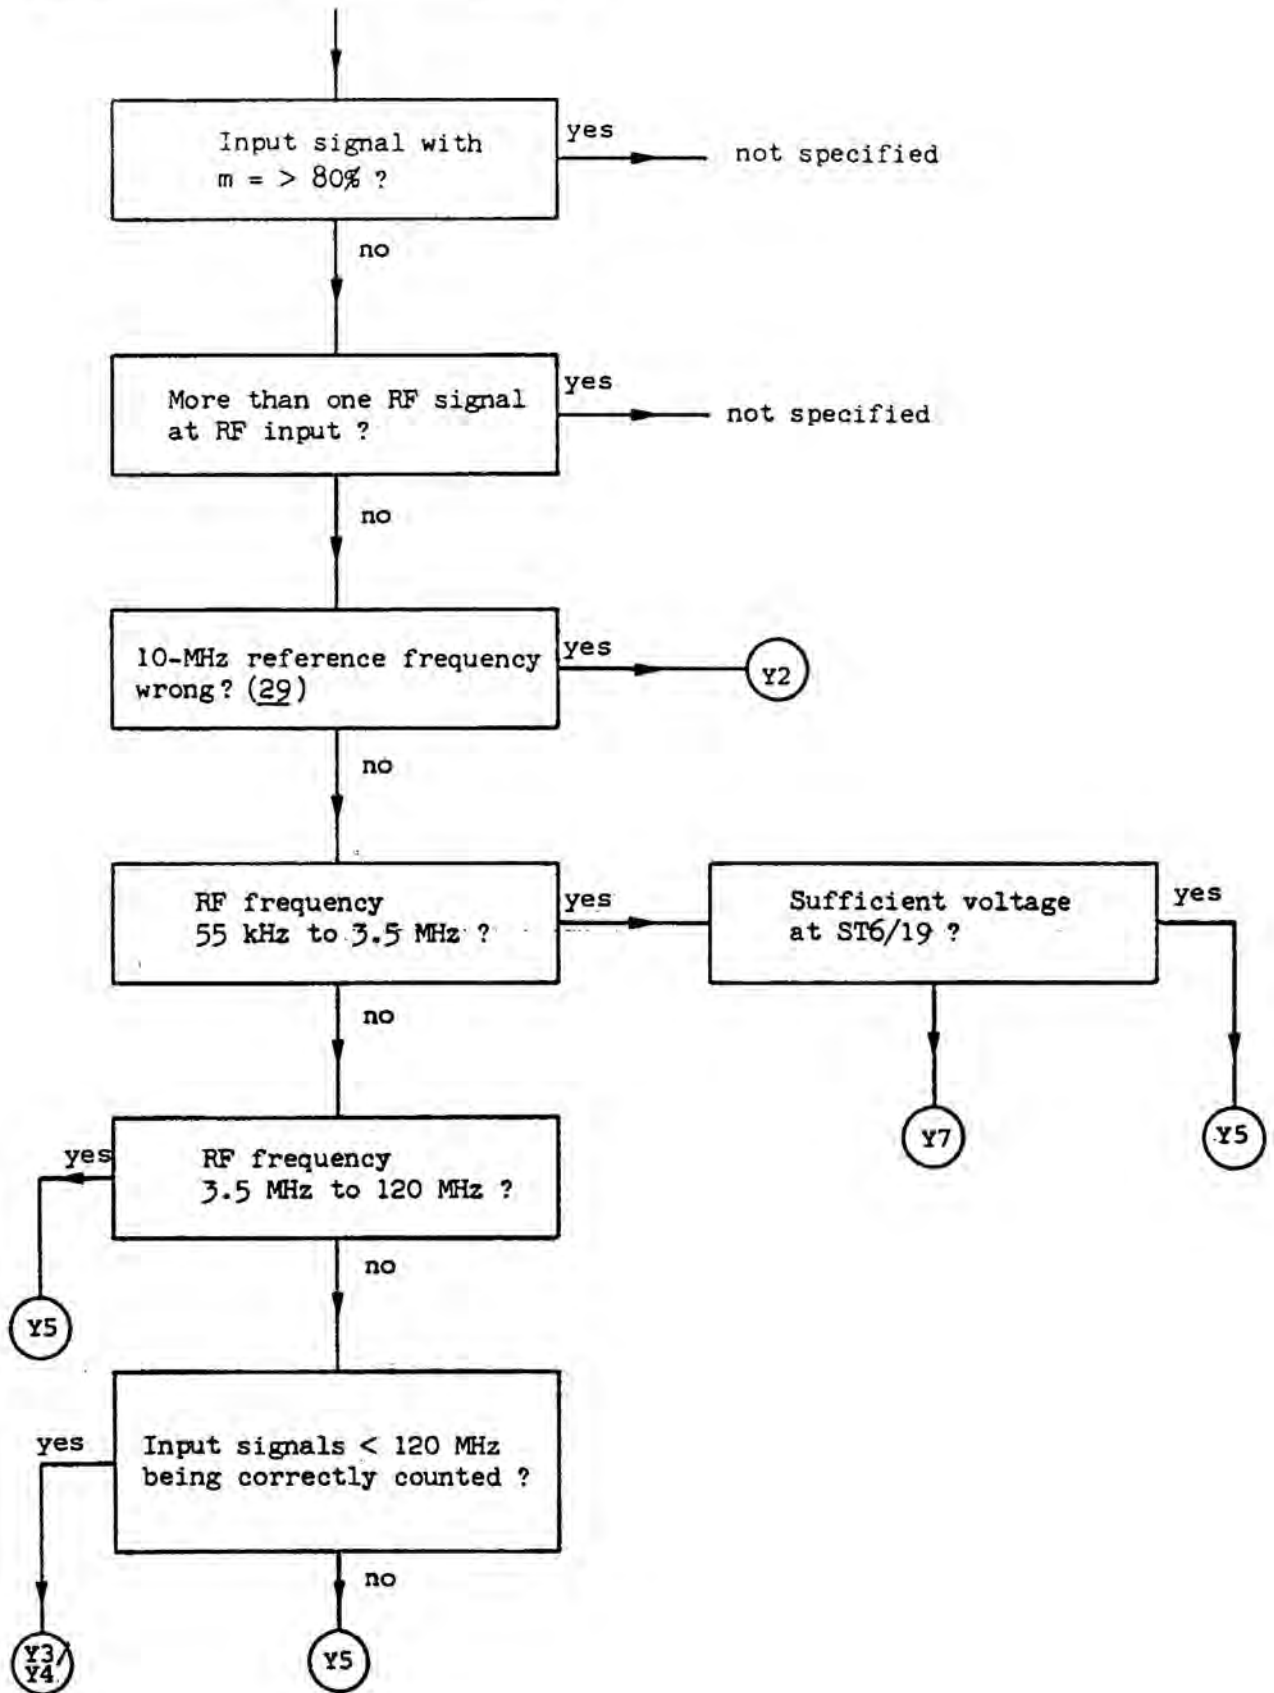 Input signal with
m = > 80% ?
yes
not specified
no
More than one RF signal
at RF input ?
yes
not specified
no
10-MHz reference frequency
wrong? (29)
yes
Y2
no
RF frequency
55 kHz to 3.5 MHz ?
yes
Sufficient voltage
at ST6/19 ?
yes
no
Y7
Y5
yes
RF frequency
3.5 MHz to 120 MHz ?
no
Y5
yes
Input signals < 120 MHz
being correctly counted ?
no
Y3/
Y4
Y5